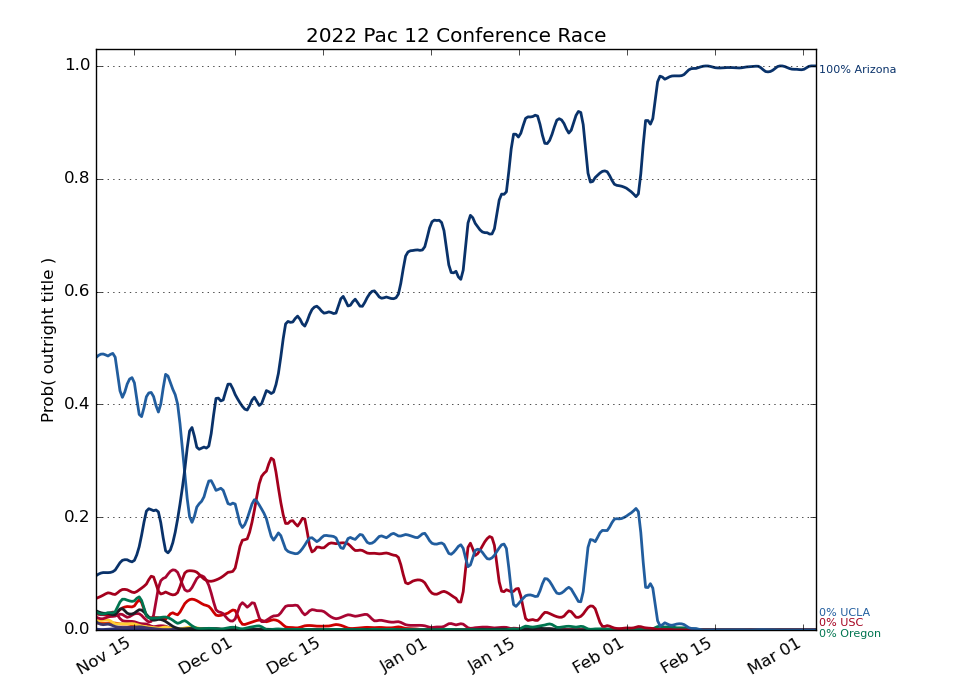 2022 Pac 12 Conference Race
1.0
0.8
0.6
0.4
0.2
0.0
Prob( outright title )
100% Arizona
0% UCLA
0% USC
0% Oregon
Nov 15
Dec 01
Dec 15
Jan 01
Jan 15
Feb 01
Feb 15
Mar 01